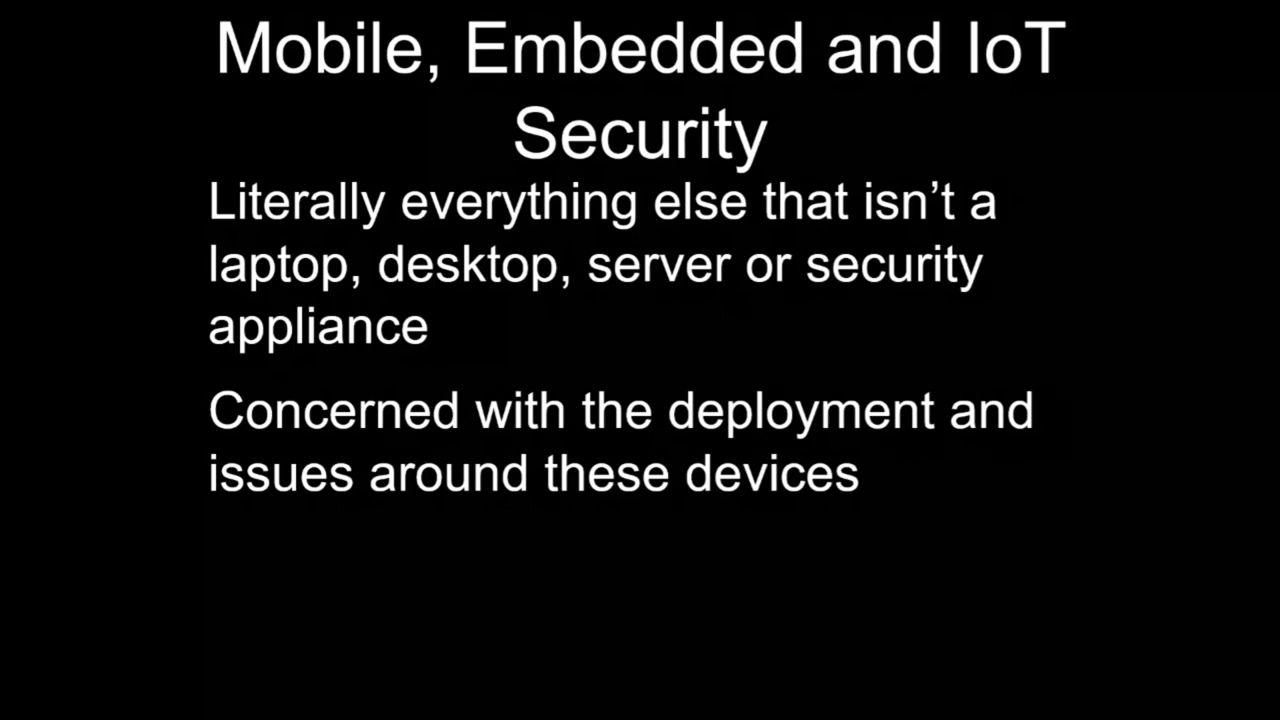 Mobile, Embedded and IoT
Security
Literally everything else that isn’t a
laptop, desktop, server or security
appliance
Concerned with the deployment and
issues around these devices